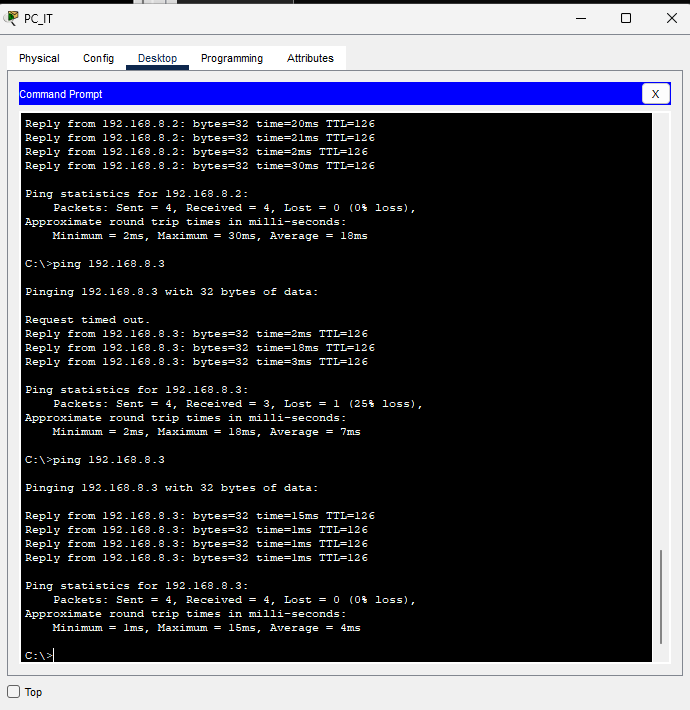 PC_IT
Physical Config Desktop Programming Attributes
Command Prompt
X
Reply from 192.168.8.2: bytes=32 time=20ms TTL=126
Reply from 192.168.8.2: bytes=32 time=21ms TTL=126
Reply from 192.168.8.2: bytes=32 time=2ms TTL=126
Reply from 192.168.8.2: bytes=32 time=30ms TTL=126
Ping statistics for 192.168.8.2:
Packets: Sent = 4, Received = 4, Lost = 0 (0% loss),
Approximate round trip times in milli-seconds:
Minimum = 2ms, Maximum = 30ms, Average = 18ms
C:\>ping 192.168.8.3
Pinging 192.168.8.3 with 32 bytes of data:
Request timed out.
Reply from 192.168.8.3: bytes=32 time=2ms TTL=126
Reply from 192.168.8.3: bytes=32 time=18ms TTL=126
Reply from 192.168.8.3: bytes=32 time=3ms TTL=126
Ping statistics for 192.168.8.3:
Packets: Sent = 4, Received = 3, Lost = 1 (25% loss),
Approximate round trip times in milli-seconds:
Minimum = 2ms, Maximum = 18ms, Average = 7ms
C:\>ping 192.168.8.3
Pinging 192.168.8.3 with 32 bytes of data:
Reply from 192.168.8.3: bytes=32 time=15ms TTL=126
Reply from 192.168.8.3: bytes=32 time=1ms TTL=126
Reply from 192.168.8.3: bytes=32 time=1ms TTL=126
Reply from 192.168.8.3: bytes=32 time=1ms TTL=126
Ping statistics for 192.168.8.3:
Packets: Sent = 4, Received = 4, Lost = 0 (0% loss),
Approximate round trip times in milli-seconds:
Minimum = 1ms, Maximum = 15ms, Average = 4ms
C:\>
Top